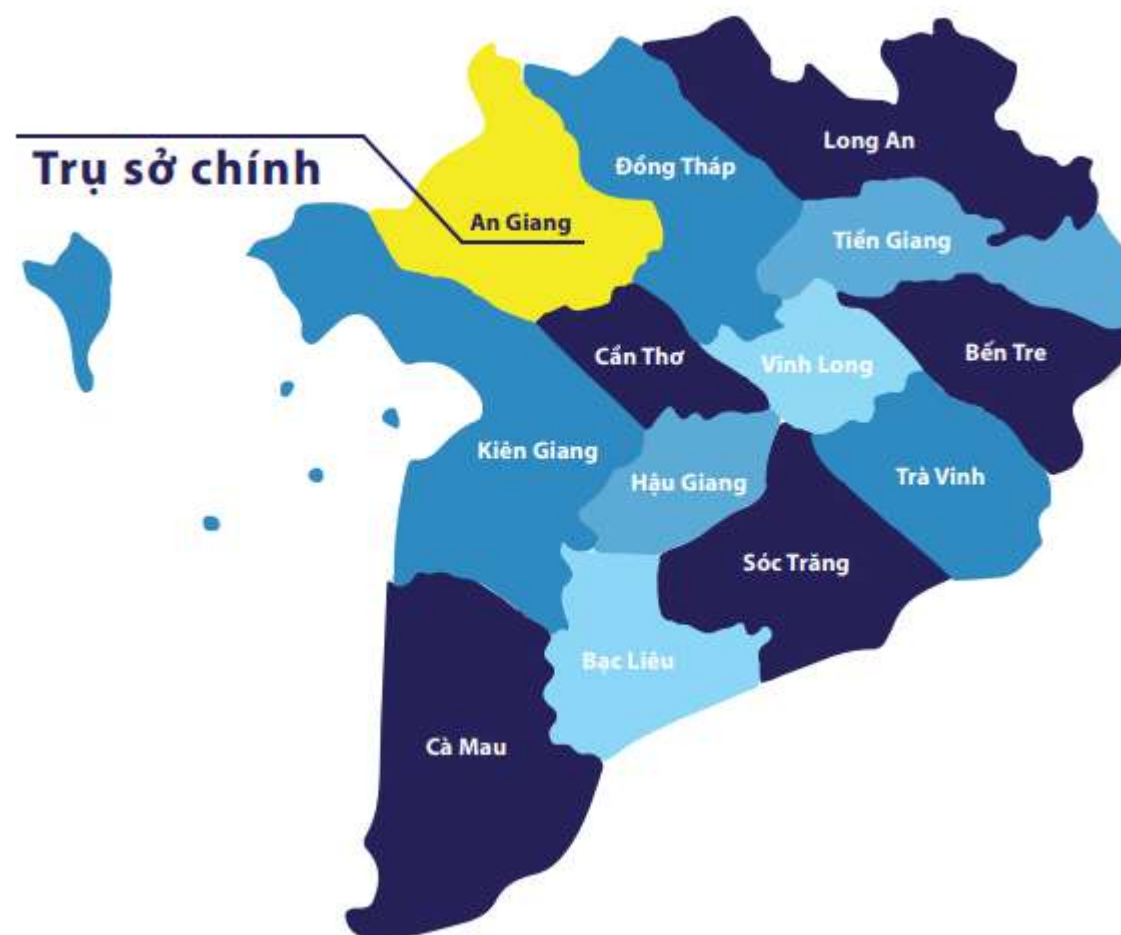 Long An
Trụ sở chính
Đồng Tháp
An Giang
Tiền Giang
Cần Thơ
Vĩnh Long
Bến Tre
Kiên Giang
Hậu Giang
Trà Vinh
Sóc Trăng
Bạc Liêu
Cà Mau